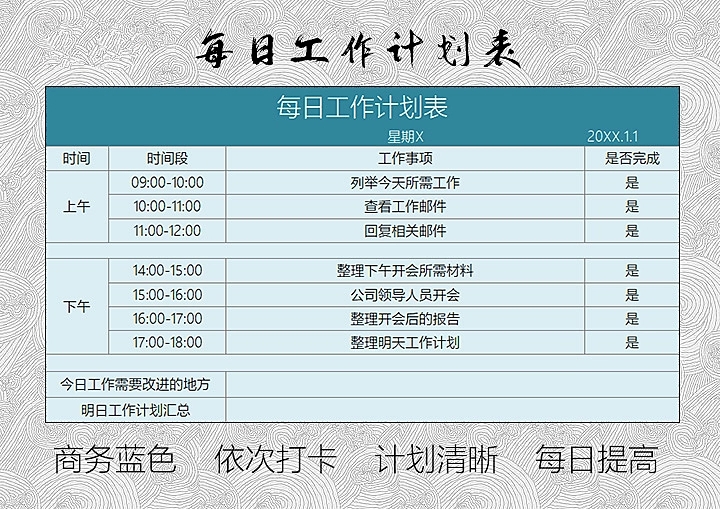 每日工作计划表
每日工作计划表
星期X 20XX.1.1
时间 时间段 工作事项 是否完成
上午
09:00-10:00 列举今天所需工作 是
10:00-11:00 查看工作邮件 是
11:00-12:00 回复相关邮件 是
下午
14:00-15:00 整理下午开会所需材料 是
15:00-16:00 公司领导人员开会 是
16:00-17:00 整理开会后的报告 是
17:00-18:00 整理明天工作计划 是
今日工作需要改进的地方
明日工作计划汇总
商务蓝色 依次打卡 计划清晰 每日提高